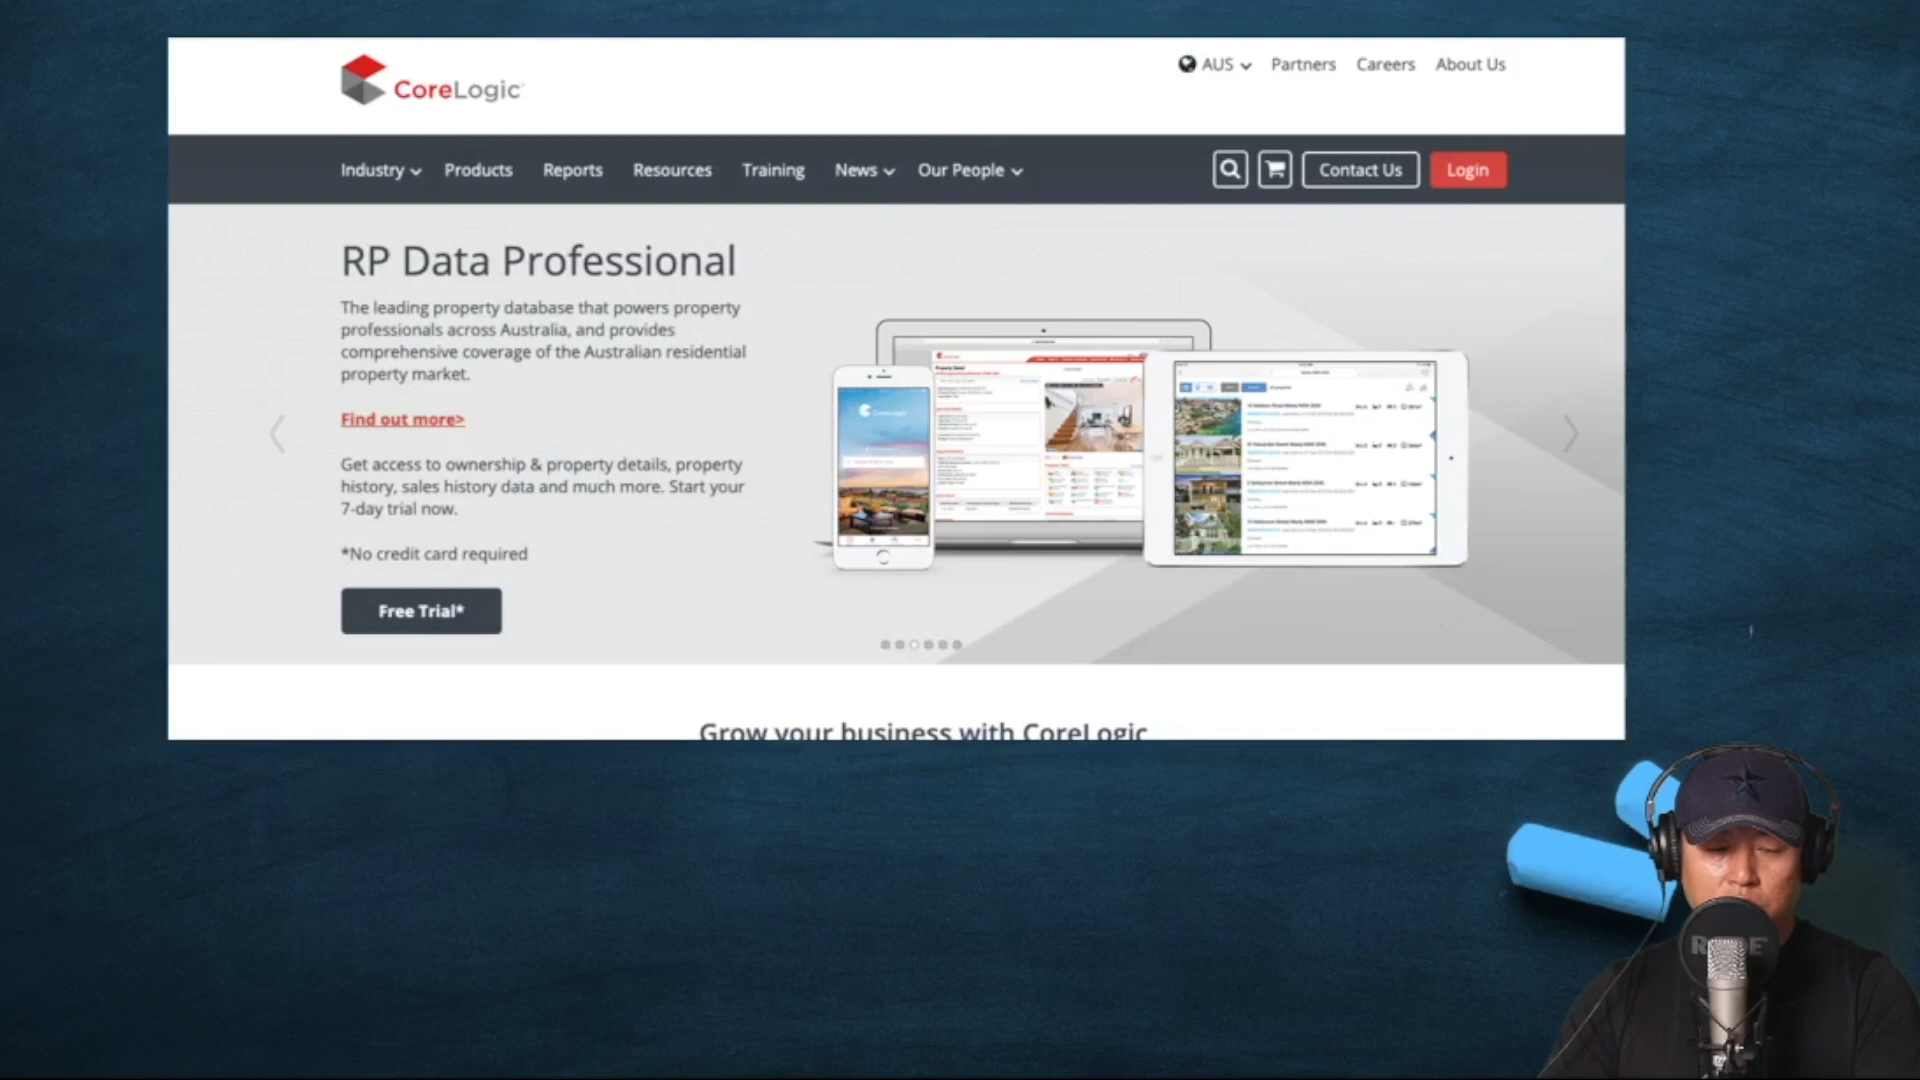 CoreLogic
AUS Partners Careers About Us
Industry Products Reports Resources Training News Our People Contact Us Login
RP Data Professional
The leading property database that powers property
professionals across Australia, and provides
comprehensive coverage of the Australian residential
property market.
Find out more>
Get access to ownership & property details, property
history, sales history data and much more. Start your
7-day trial now.
*No credit card required
Free Trial*
CoreLogic
Grow your business with CoreLogic